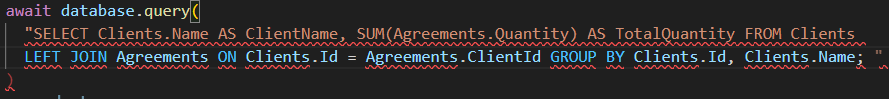 await database.query(
"SELECT Clients.Name AS ClientName, SUM(Agreements.Quantity) AS TotalQuantity FROM Clients
LEFT JOIN Agreements ON Clients.Id = Agreements.ClientId GROUP BY Clients.Id, Clients.Name; "
)